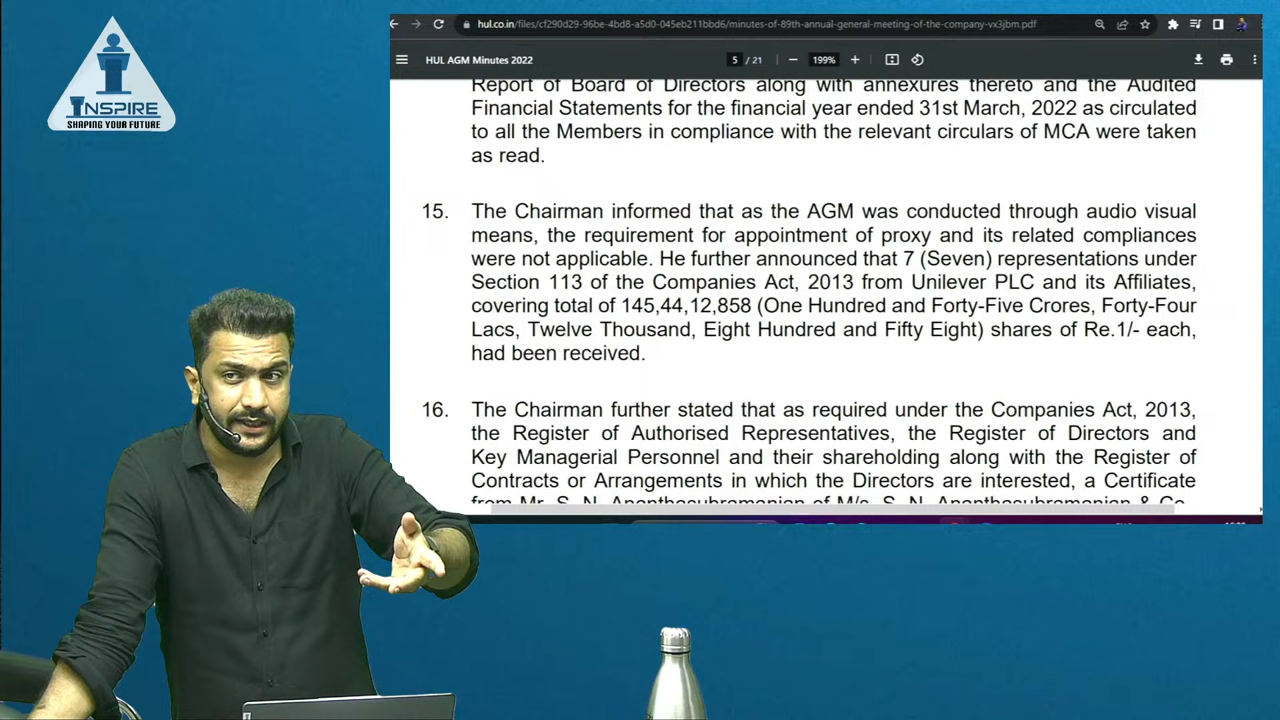 INSPIRE
SHAPING YOUR FUTURE
hul.co.in/files/cf290d29-96be-4bd8-a5d0-045eb211bbd6/minutes-of-89th-annual-general-meeting-of-the-company-vx3jbm.pdf
HUL AGM Minutes 2022
5 / 21
199%
Report of Board of Directors along with annexures thereto and the Audited
Financial Statements for the financial year ended 31st March, 2022 as circulated
to all the Members in compliance with the relevant circulars of MCA were taken
as read.
15. The Chairman informed that as the AGM was conducted through audio visual
means, the requirement for appointment of proxy and its related compliances
were not applicable. He further announced that 7 (Seven) representations under
Section 113 of the Companies Act, 2013 from Unilever PLC and its Affiliates,
covering total of 145,44,12,858 (One Hundred and Forty-Five Crores, Forty-Four
Lacs, Twelve Thousand, Eight Hundred and Fifty Eight) shares of Re.1/- each,
had been received.
16. The Chairman further stated that as required under the Companies Act, 2013,
the Register of Authorised Representatives, the Register of Directors and
Key Managerial Personnel and their shareholding along with the Register of
Contracts or Arrangements in which the Directors are interested, a Certificate
from Mr. S. N. Ananthasubramanian of M/s. S. N. Ananthasubramanian & Co.